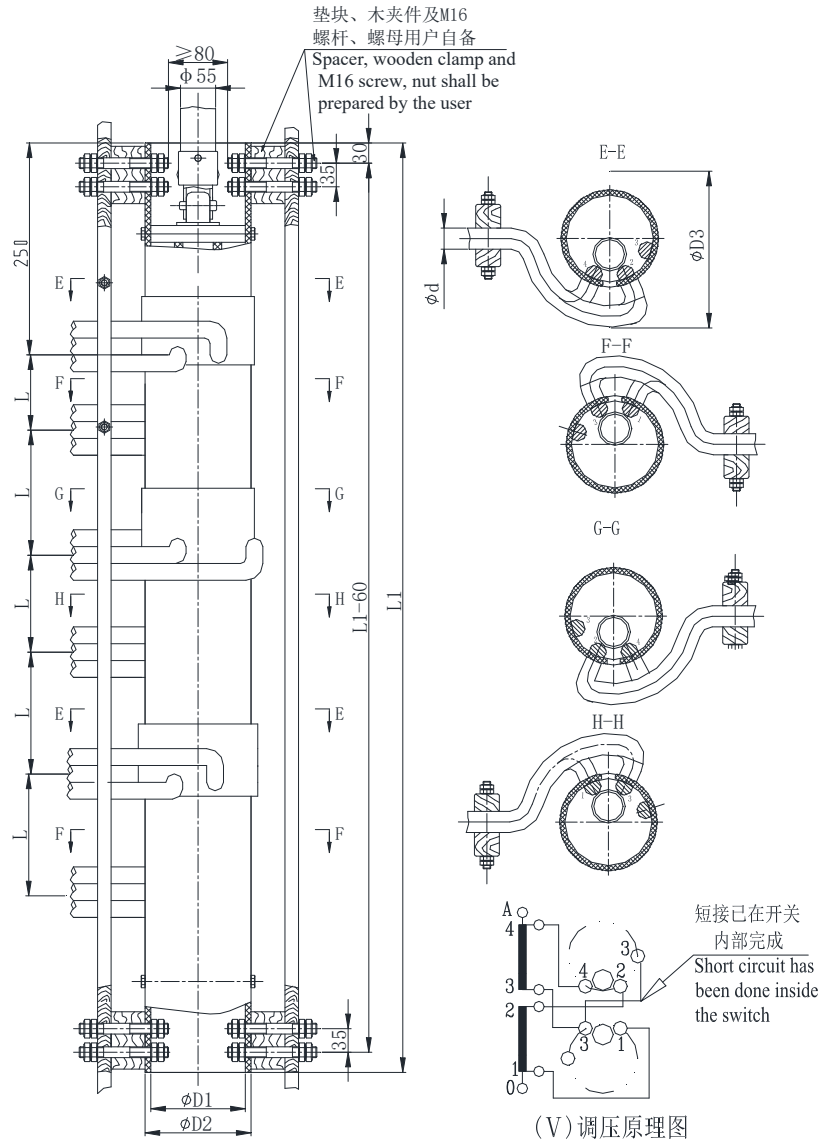 垫块、木夹件及M16
螺杆、螺母用户自备
Spacer, wooden clamp and
M16 screw, nut shall be
prepared by the user
≥80
ϕ55
30
35
250
E E
F F
G G
H H
E E
F F
L
L
L
L
L
L1-60
L1
35
ϕD1
ϕD2
E-E
ϕD3
ϕd
3
4 2
F-F
G-G
3
H-H
A
4
3
2
1
0
3
4 2
3 1
短接已在开关
内部完成
Short circuit has
been done inside
the switch
(V)调压原理图